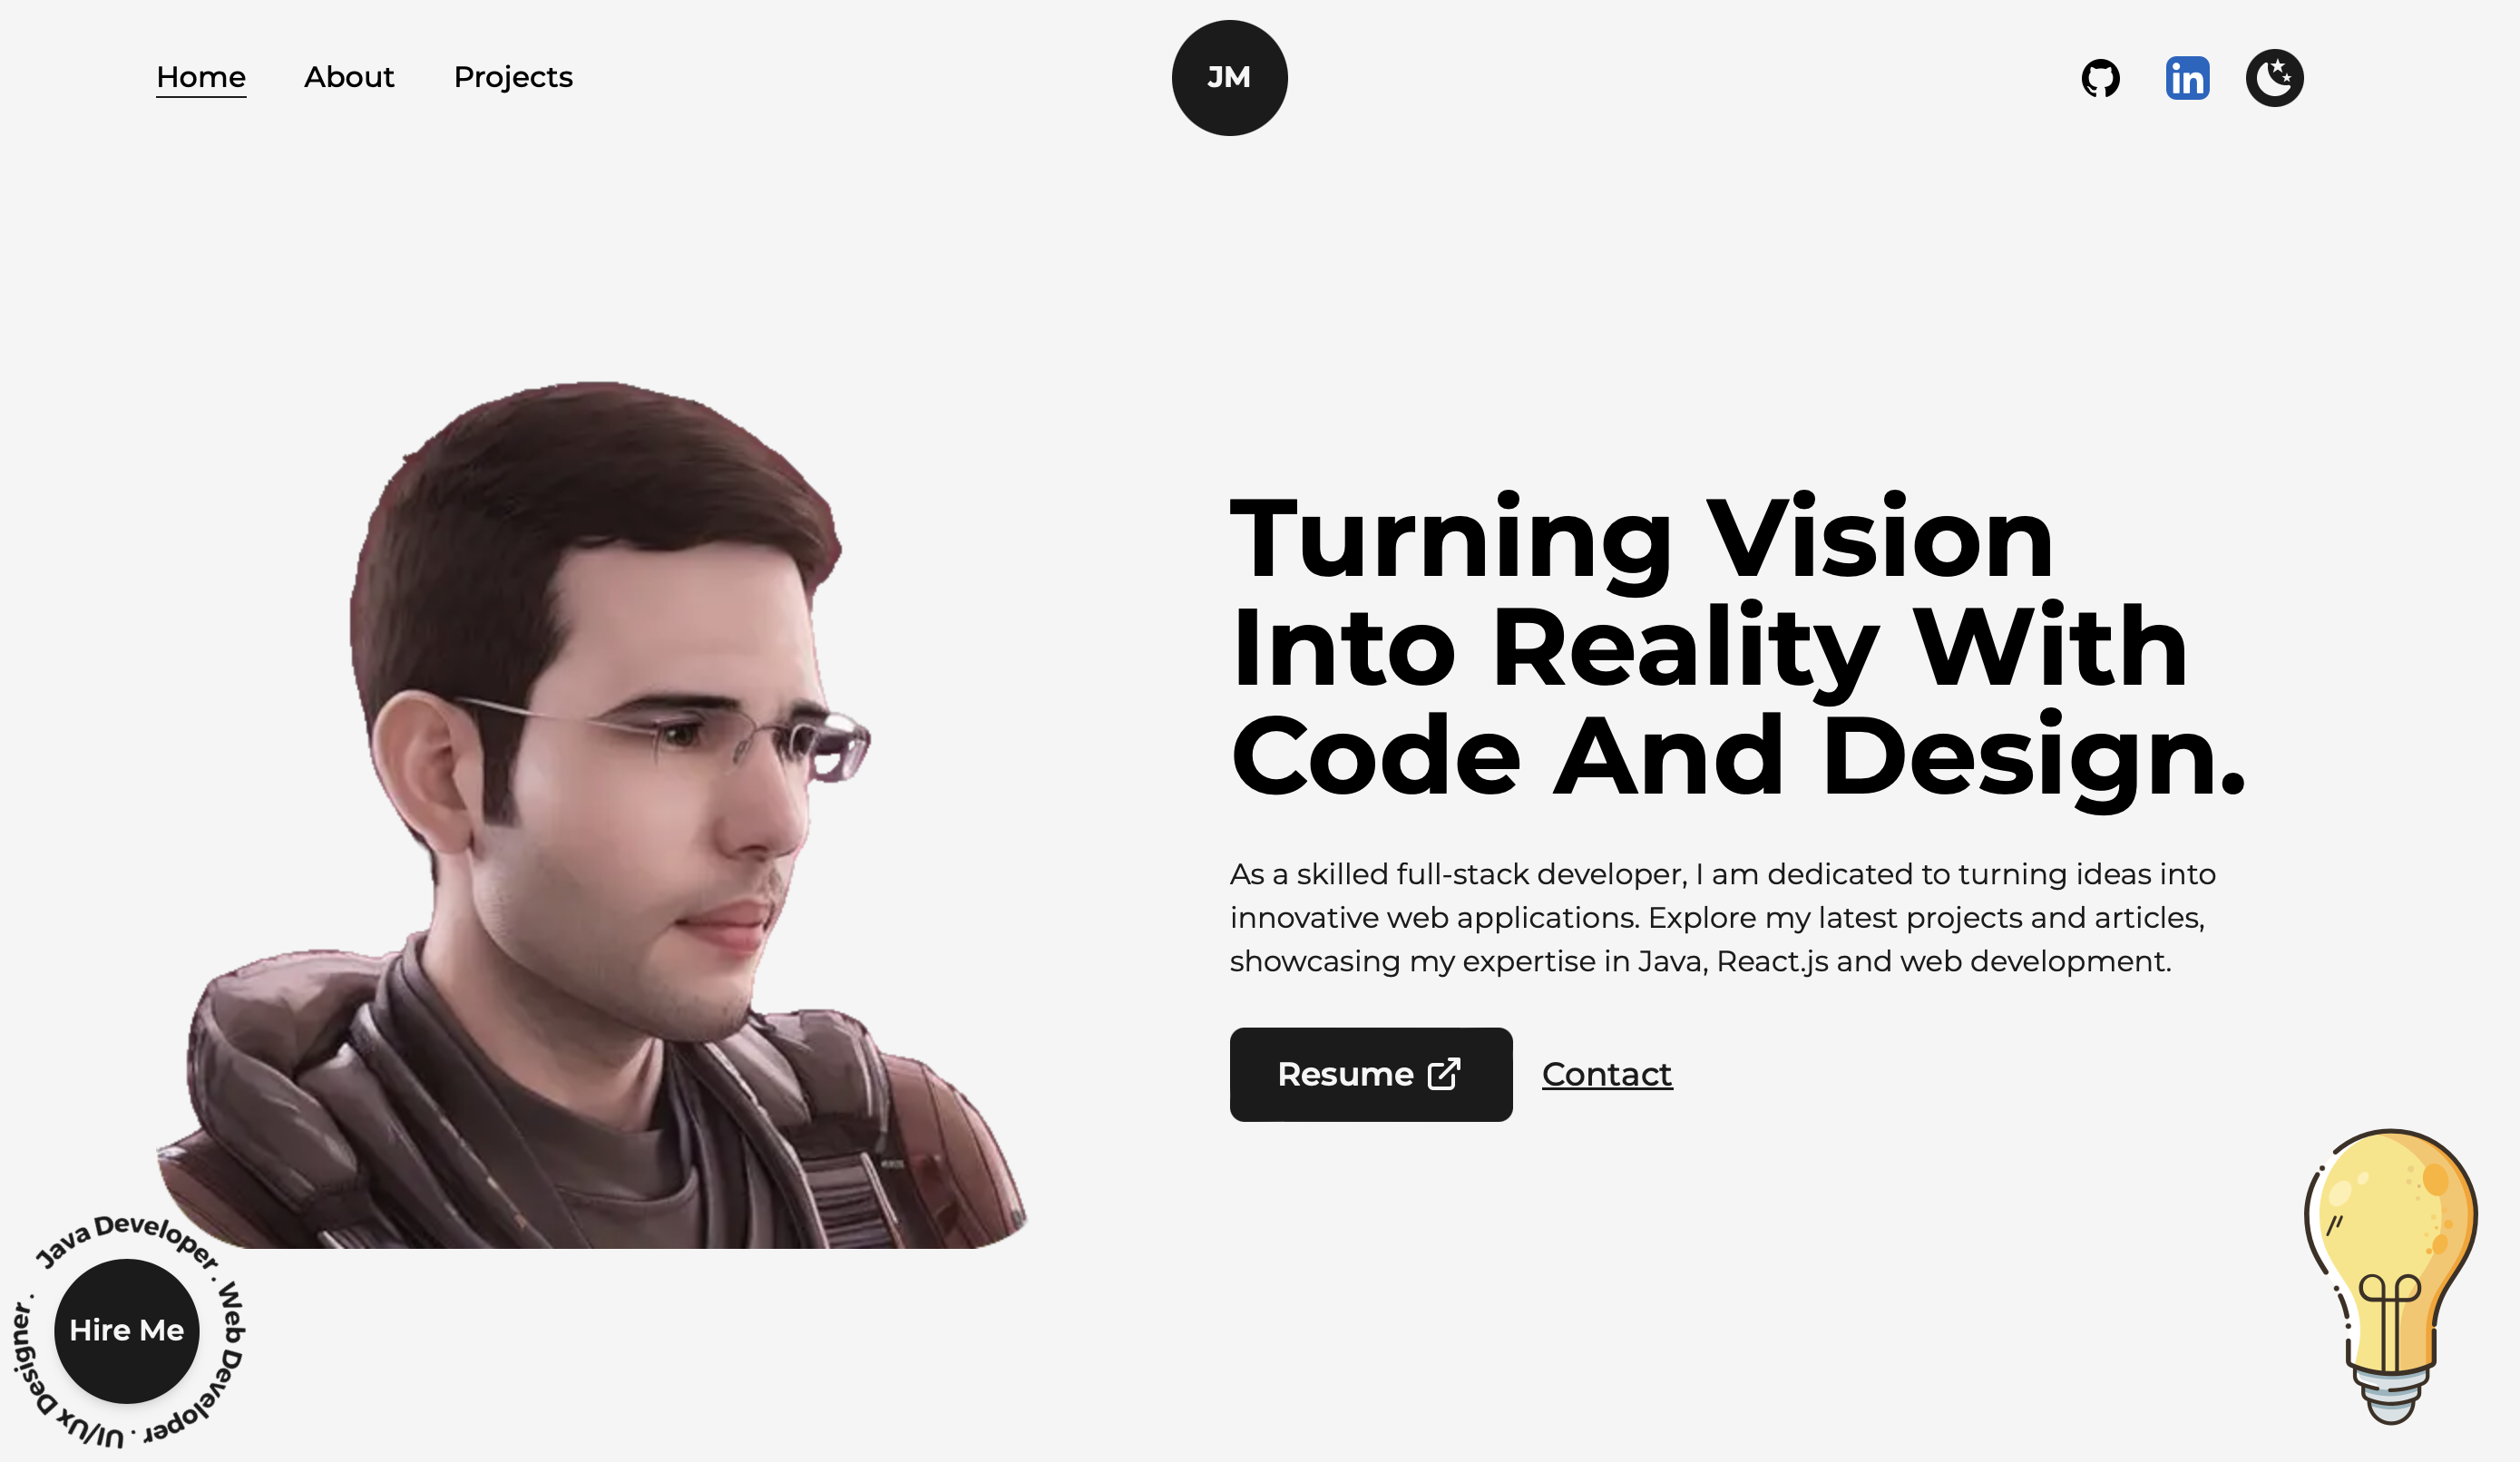 Home
About
Projects
JM
in
Turning Vision
Into Reality With
Code And Design.
As a skilled full-stack developer, I am dedicated to turning ideas into
innovative web applications. Explore my latest projects and articles,
showcasing my expertise in Java, React.js and web development.
Resume
Contact
Java Developer . Web Developer . UI/Ux Designer .
Hire Me